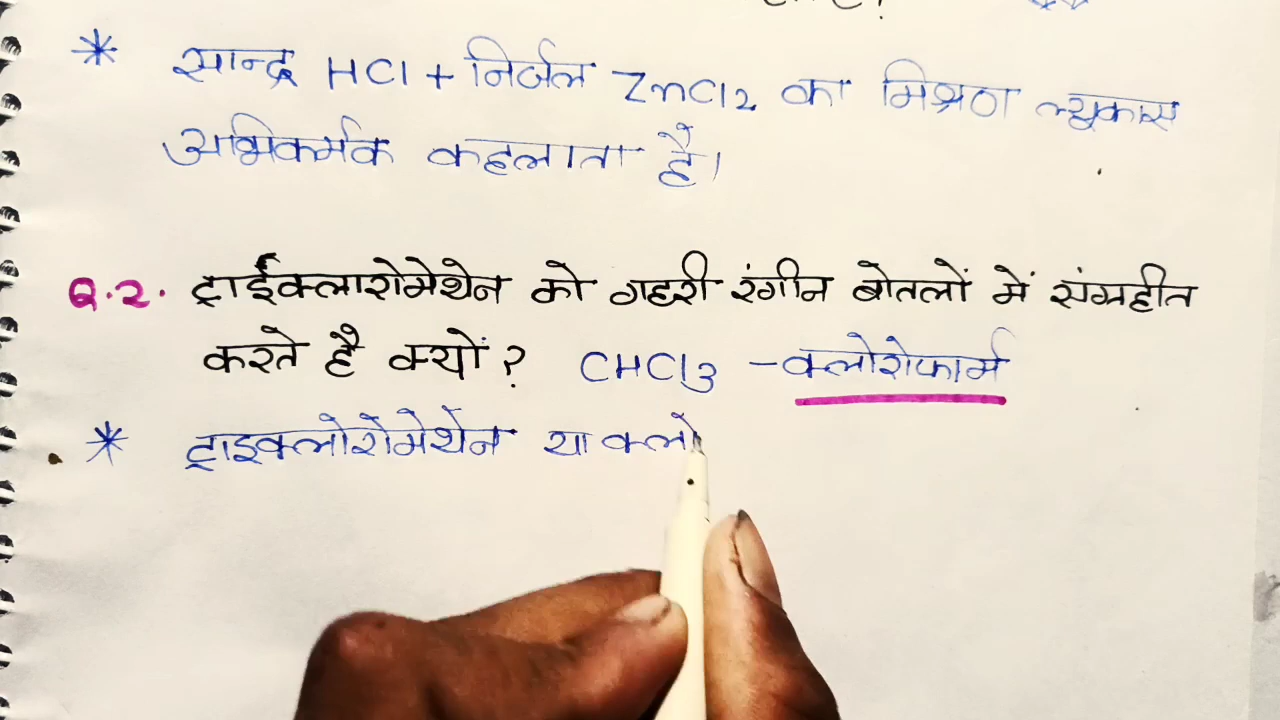 * सान्द्र HCl + निर्जल ZnCl2 का मिश्रण ल्यूकास
अभिकर्मक कहलाता है।
Q.2. ट्राईक्लारोमेथेन को गहरी रंगीन बोतलों में संग्रहीत
करते है क्यों? CHCl3 - क्लोरोफार्म
* ट्राइक्लोरोमेथेन या क्लो